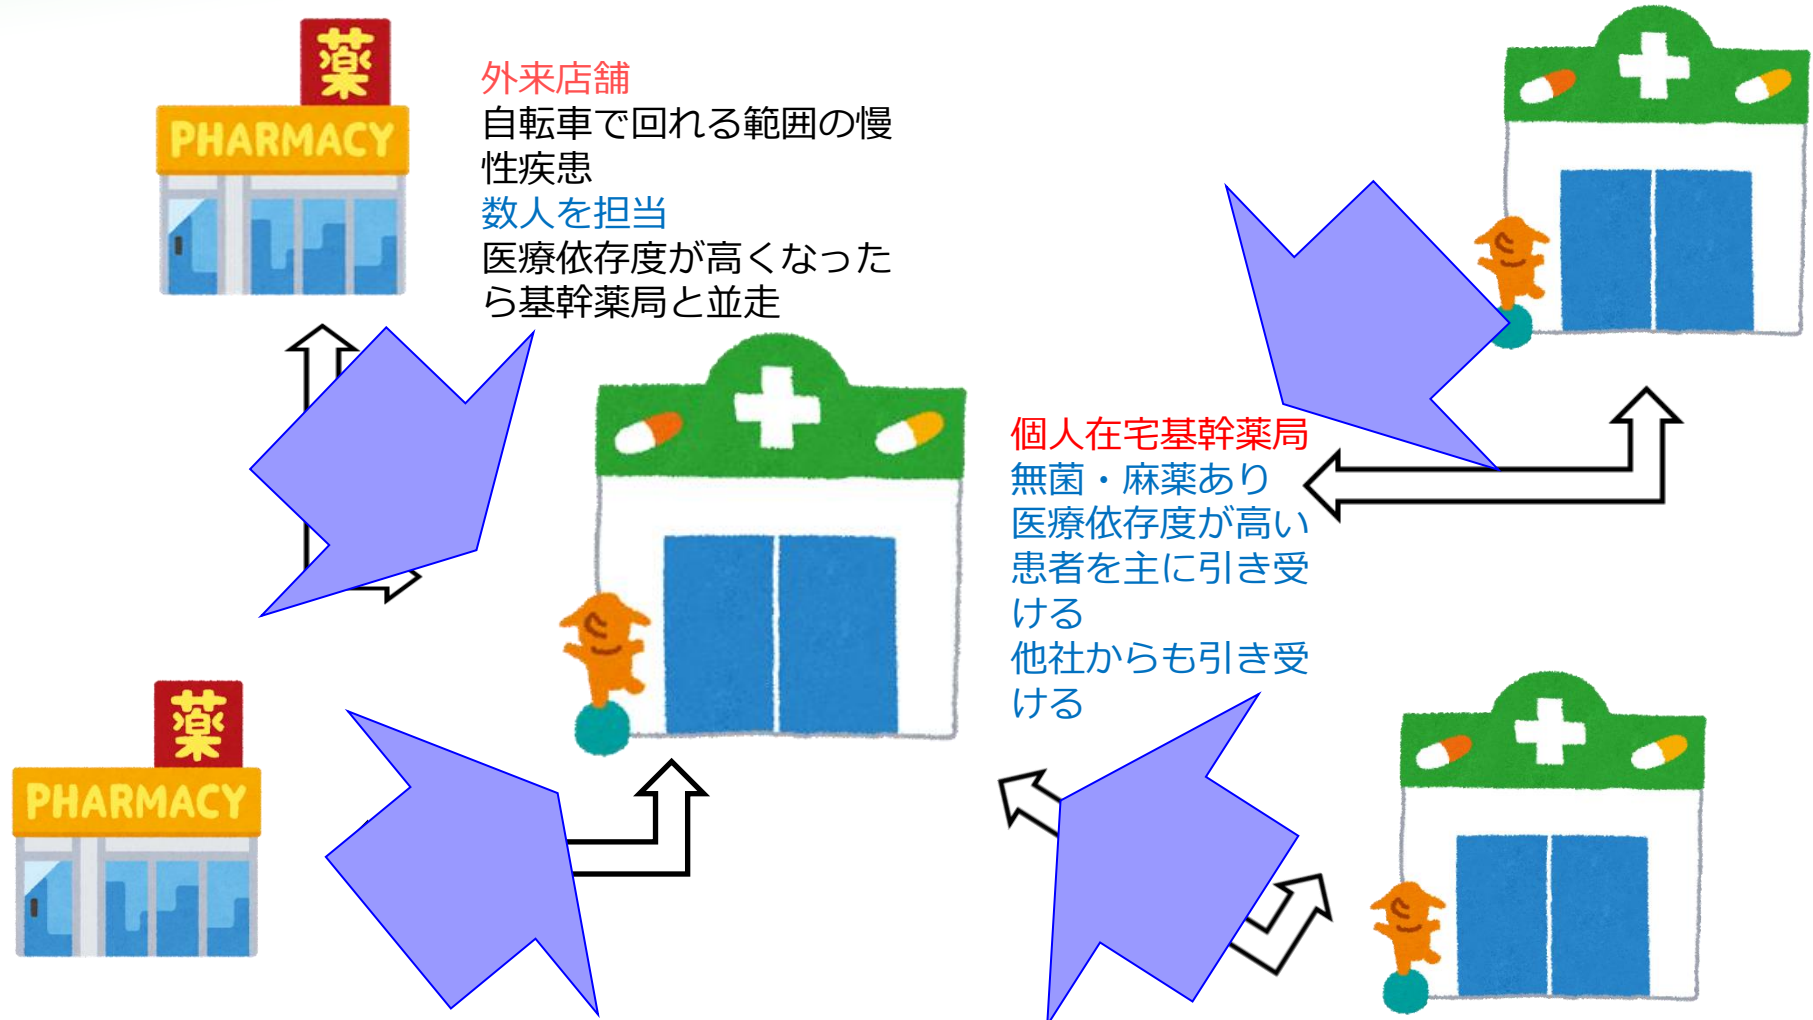 薬
PHARMACY
外来店舗
自転車で回れる範囲の慢
性疾患
数人を担当
医療依存度が高くなった
ら基幹薬局と並走
個人在宅基幹薬局
無菌・麻薬あり
医療依存度が高い
患者を主に引き受
ける
他社からも引き受
ける
薬
PHARMACY